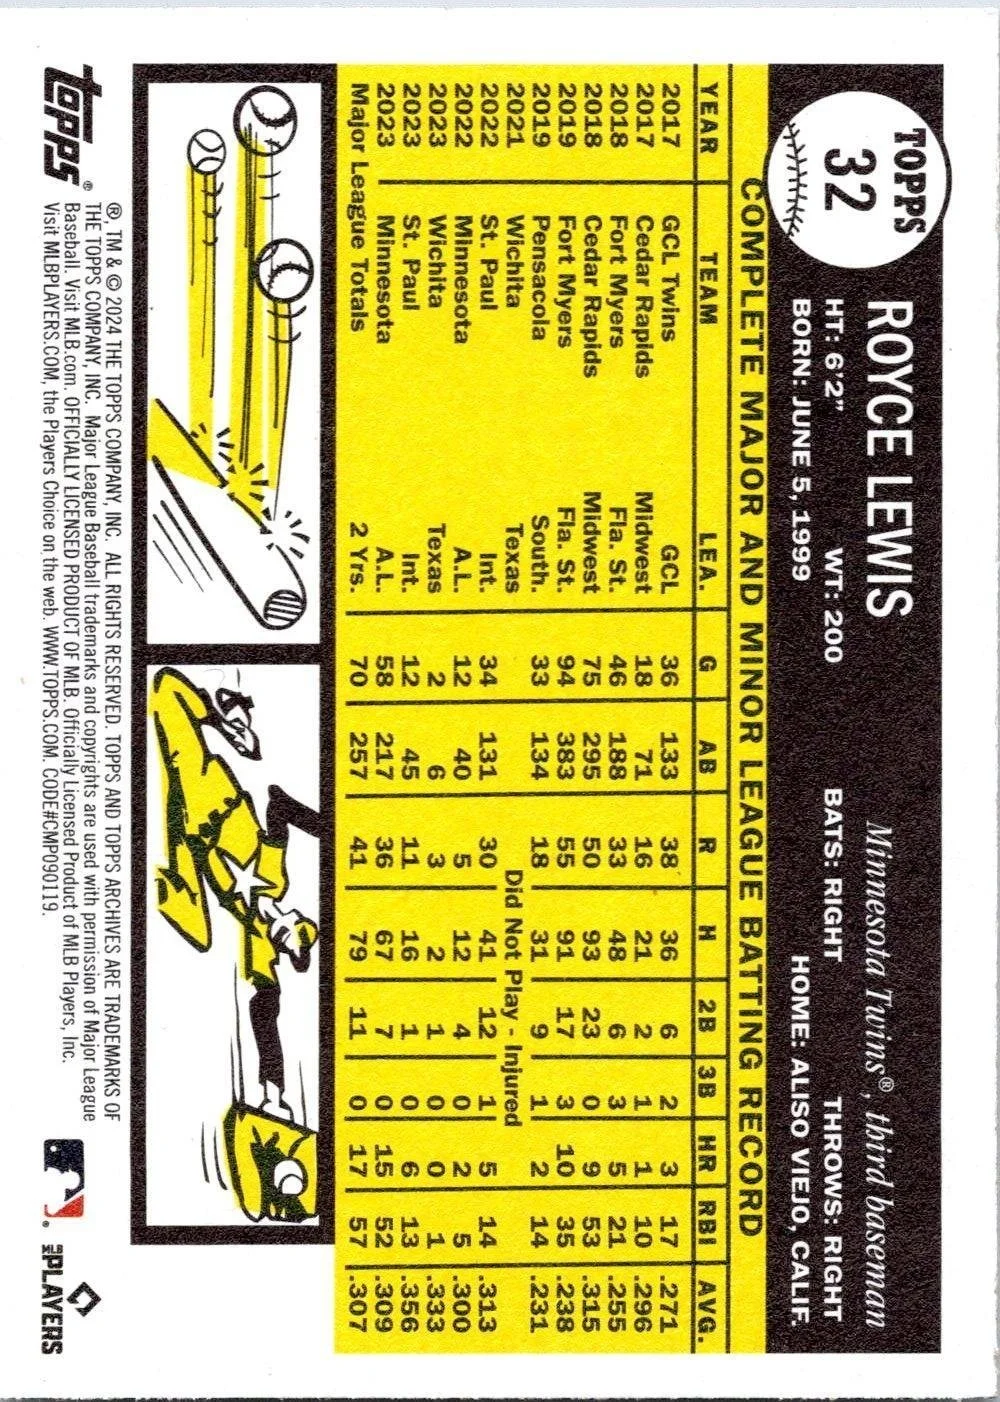 TOPPS
32
ROYCE LEWIS Minnesota Twins®, third baseman
HT: 6'2" WT: 200 BATS: RIGHT THROWS: RIGHT
BORN: JUNE 5, 1999 HOME: ALISO VIEJO, CALIF.
COMPLETE MAJOR AND MINOR LEAGUE BATTING RECORD
YEAR TEAM LEA. G AB R H 2B 3B HR RBI AVG.
2017 GCL Twins GCL 36 133 38 36 6 2 3 17 .271
2017 Cedar Rapids Midwest 18 71 16 21 2 1 1 10 .296
2018 Fort Myers Fla. St. 46 188 33 48 6 3 5 21 .255
2018 Cedar Rapids Midwest 75 295 50 93 23 0 9 53 .315
2019 Fort Myers Fla. St. 94 383 55 91 17 3 10 35 .238
2019 Pensacola South. 33 134 18 31 9 1 2 14 .231
2021 Wichita Texas Did Not Play - Injured
2022 St. Paul Int. 34 131 30 41 12 1 5 14 .313
2022 Minnesota A.L. 12 40 5 12 4 0 2 5 .300
2023 Wichita Texas 2 6 3 2 1 0 0 1 .333
2023 St. Paul Int. 12 45 11 16 1 0 6 13 .356
2023 Minnesota A.L. 58 217 36 67 7 0 15 52 .309
Major League Totals 2 Yrs. 70 257 41 79 11 0 17 57 .307
topps®
®, TM & © 2024 THE TOPPS COMPANY, INC. ALL RIGHTS RESERVED. TOPPS AND TOPPS ARCHIVES ARE TRADEMARKS OF
THE TOPPS COMPANY, INC. Major League Baseball trademarks and copyrights are used with permission of Major League
Baseball. Visit MLB.com. OFFICIALLY LICENSED PRODUCT OF MLB. Officially Licensed Product of MLB Players, Inc.
Visit MLBPLAYERS.COM, the Players Choice on the web. WWW.TOPPS.COM. CODE#CMP090119.
MLB PLAYERS